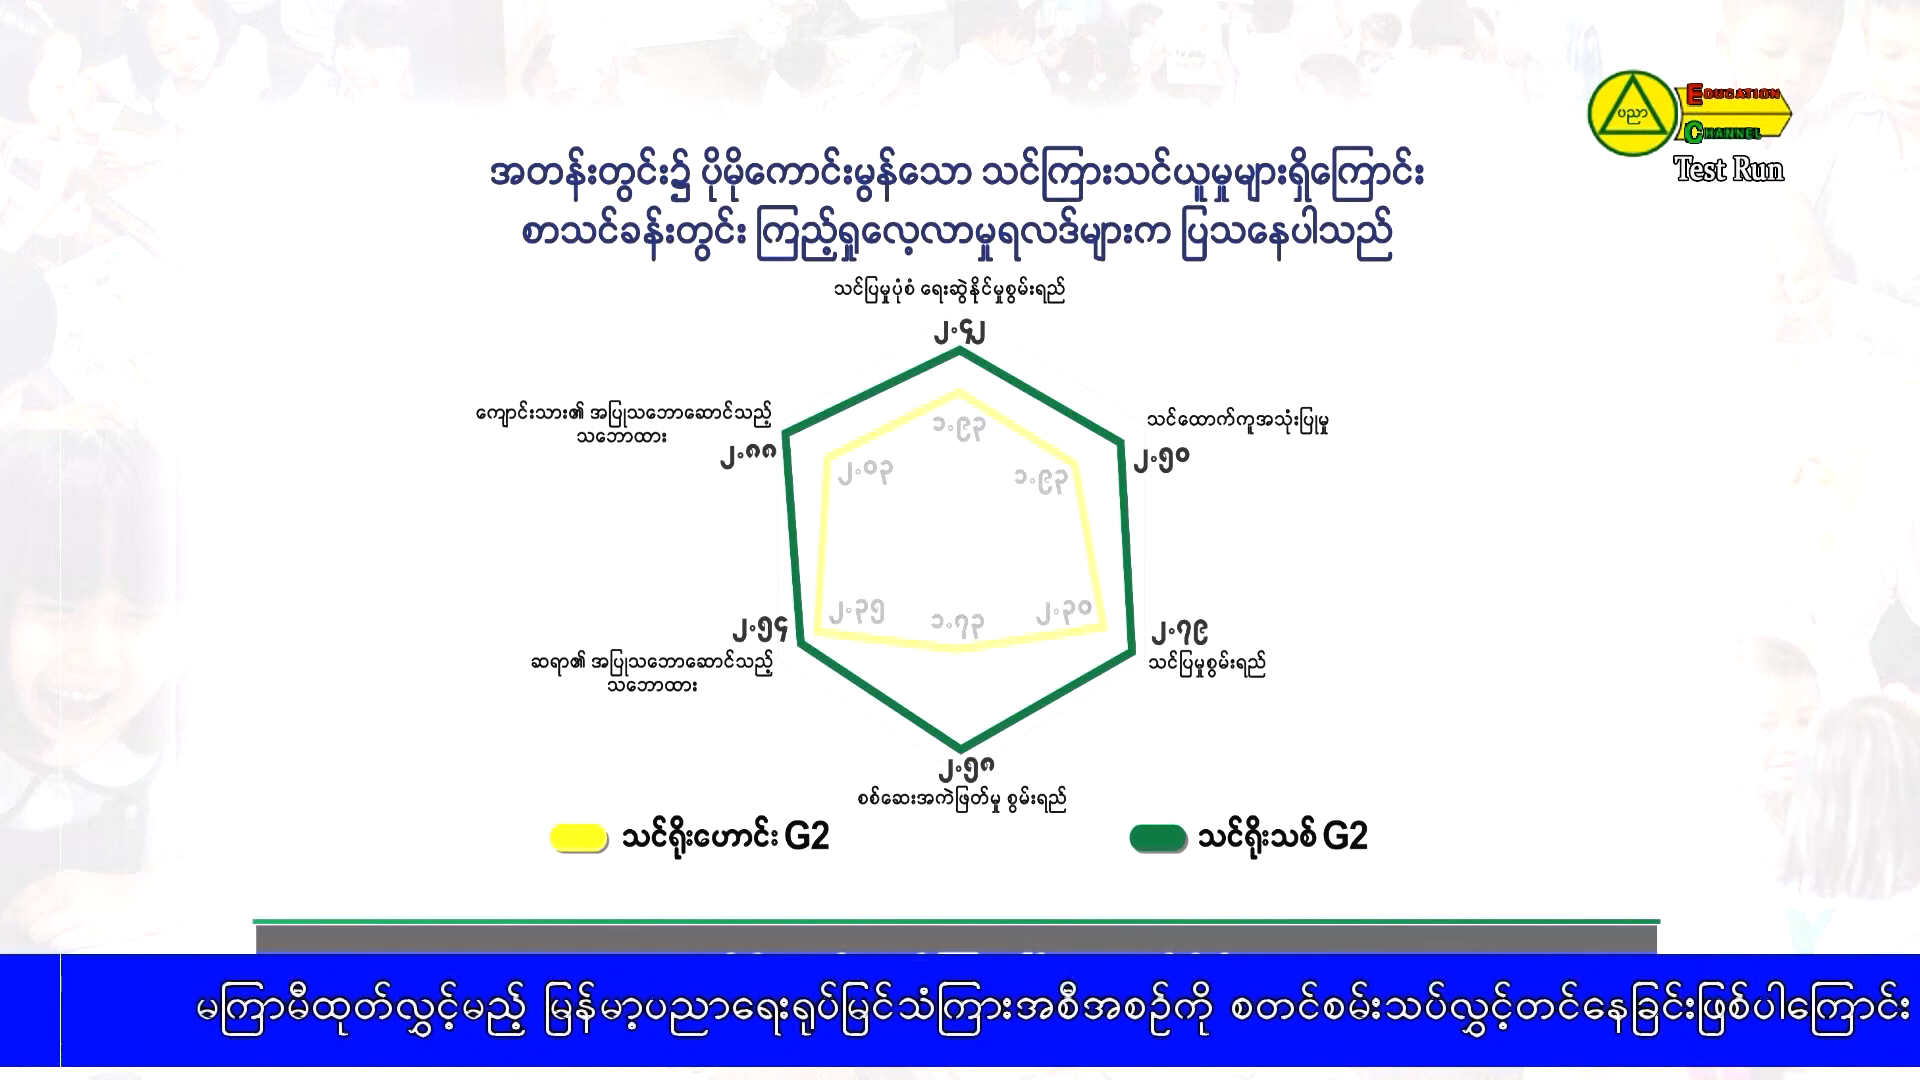 ပညာ
EDUCATION
CHANNEL
Test Run
အတန်းတွင်း၌ ပိုမိုကောင်းမွန်သော သင်ကြားသင်ယူမှုများရှိကြောင်း
စာသင်ခန်းတွင်း ကြည့်ရှုလေ့လာမှုရလဒ်များက ပြသနေပါသည်
သင်ပြမှုပုံစံ ရေးဆွဲနိုင်မှုစွမ်းရည်
၂.၄၂
ကျောင်းသား၏ အပြုသဘောဆောင်သည့်
သဘောထား
၂.၈၈
သင်ထောက်ကူအသုံးပြုမှု
၂.၅၀
၁.၉၃
၂.၀၃
၁.၉၃
၂.၃၅
၁.၇၃
၂.၃၀
၂.၅၄
ဆရာ၏ အပြုသဘောဆောင်သည့်
သဘောထား
၂.၇၉
သင်ပြမှုစွမ်းရည်
၂.၅၈
စစ်ဆေးအကဲဖြတ်မှု စွမ်းရည်
သင်ရိုးဟောင်း G2
သင်ရိုးသစ် G2
မကြာမီထုတ်လွှင့်မည့် မြန်မာ့ပညာရေးရုပ်မြင်သံကြားအစီအစဉ်ကို စတင်စမ်းသပ်လွှင့်တင်နေခြင်းဖြစ်ပါကြောင်း